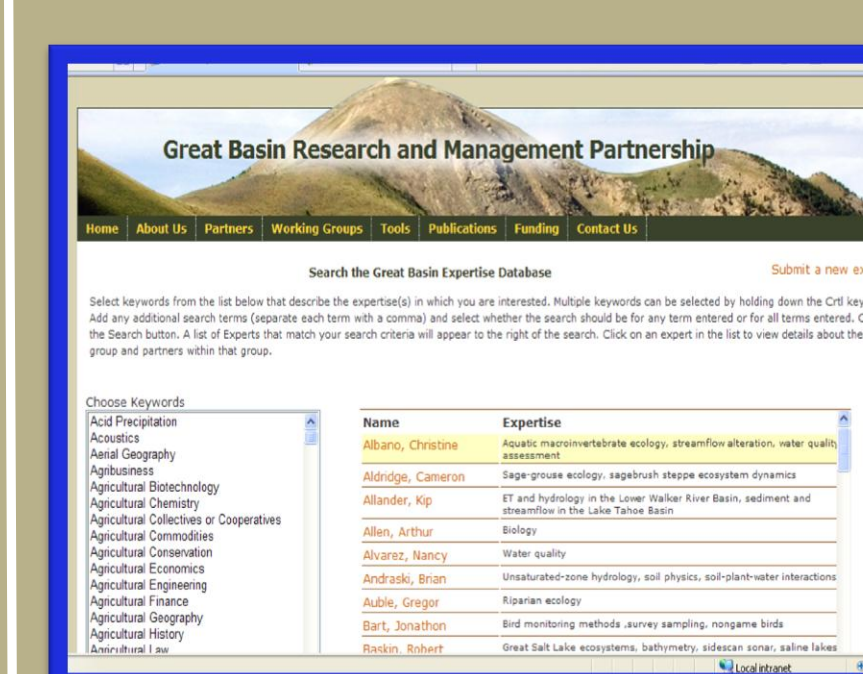 Great Basin Research and Management Partnership
Home About Us Partners Working Groups Tools Publications Funding Contact Us
Search the Great Basin Expertise Database
Submit a new
Select keywords from the list below that describe the expertise(s) in which you are interested. Multiple keywords can be selected by holding down the Crtl key
Add any additional search terms (separate each term with a comma) and select whether the search should be for any term entered or for all terms entered.
the Search button. A list of Experts that match your search criteria will appear to the right of the search. Click on an expert in the list to view details about the
group and partners within that group.
Choose Keywords
Acid Precipitation
Acoustics
Aerial Geography
Agribusiness
Agricultural Biotechnology
Agricultural Chemistry
Agricultural Collectives or Cooperatives
Agricultural Commodities
Agricultural Conservation
Agricultural Economics
Agricultural Engineering
Agricultural Finance
Agricultural Geography
Agricultural History
Agricultural Law
Name Expertise
Albano, Christine Aquatic macroinvertebrate ecology, streamflow alteration, water quality
assessment
Aldridge, Cameron Sage-grouse ecology, sagebrush steppe ecosystem dynamics
Allander, Kip ET and hydrology in the Lower Walker River Basin, sediment and
streamflow in the Lake Tahoe Basin
Allen, Arthur Biology
Alvarez, Nancy Water quality
Andraski, Brian Unsaturated-zone hydrology, soil physics, soil-plant-water interactions
Auble, Gregor Riparian ecology
Bart, Jonathon Bird monitoring methods ,survey sampling, nongame birds
Baskin, Robert Great Salt Lake ecosystems, bathymetry, sidescan sonar, saline lakes
Local intranet